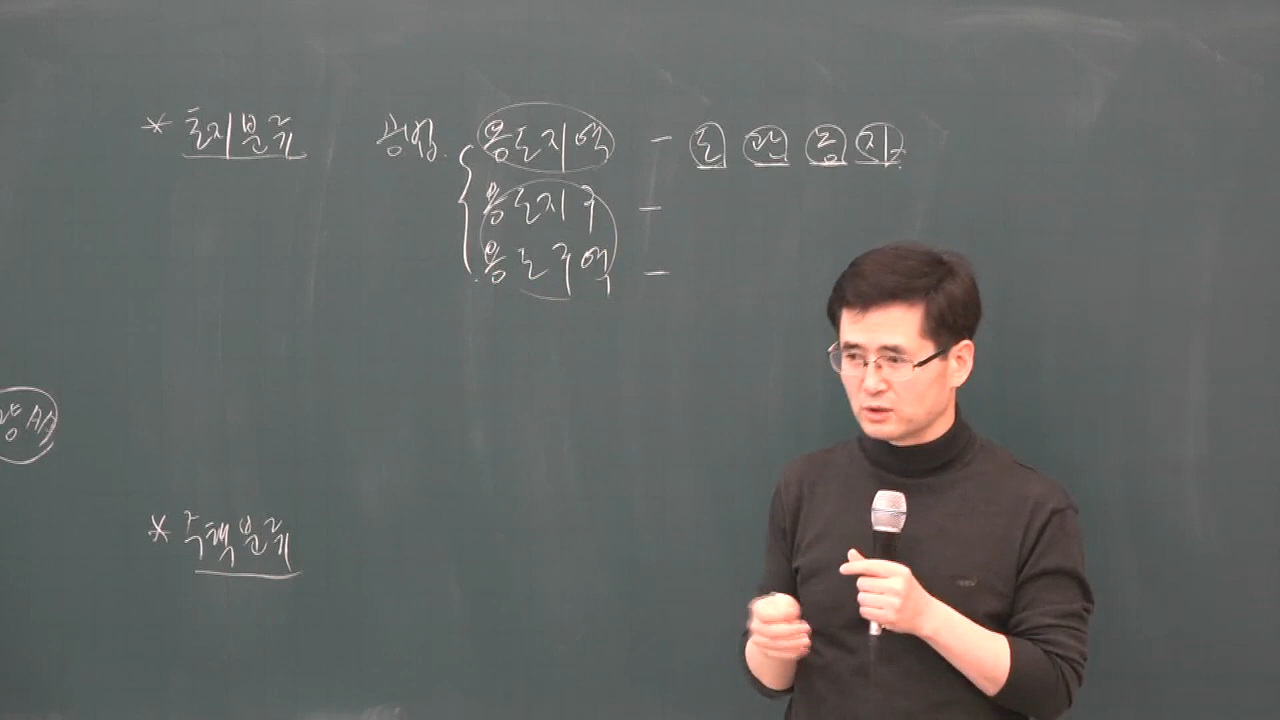 * 토지분류 공법. { 용도지역 - 도 관 농 자.
용도지구 -
용도구역 -
* 주택분류